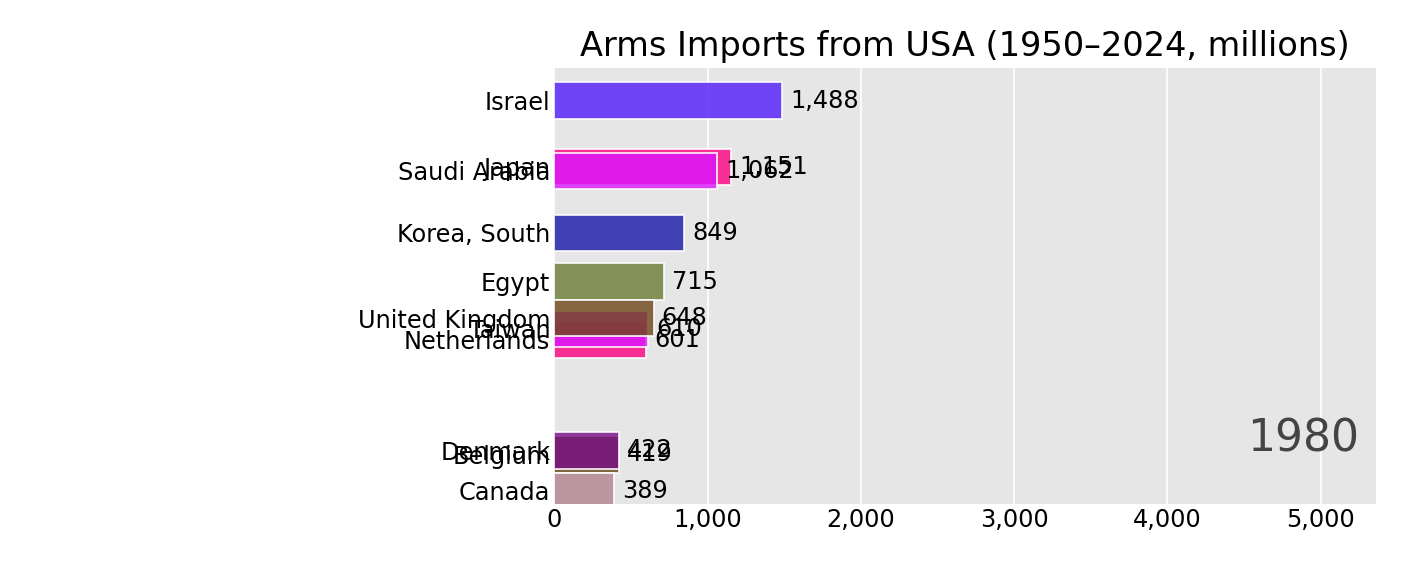 Arms Imports from USA (1950–2024, millions)
Israel 1,488
Japan 1,151
Saudi Arabia 1,062
Korea, South 849
Egypt 715
United Kingdom 648
Taiwan 610
Netherlands 601
Denmark 422
Belgium 419
Canada 389
1980
0 1,000 2,000 3,000 4,000 5,000